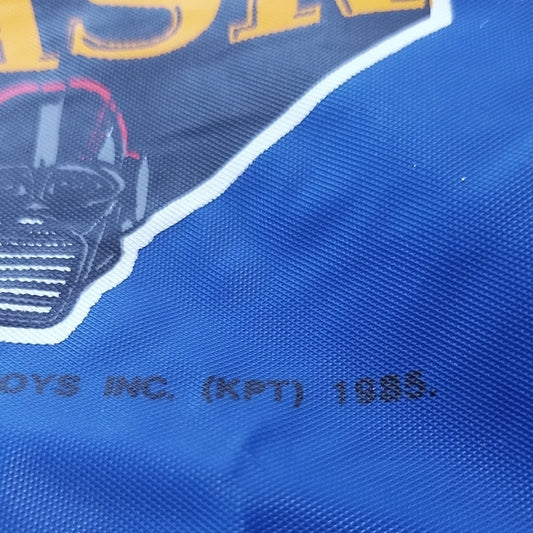 ASK
OYS INC. (KPT) 1985.